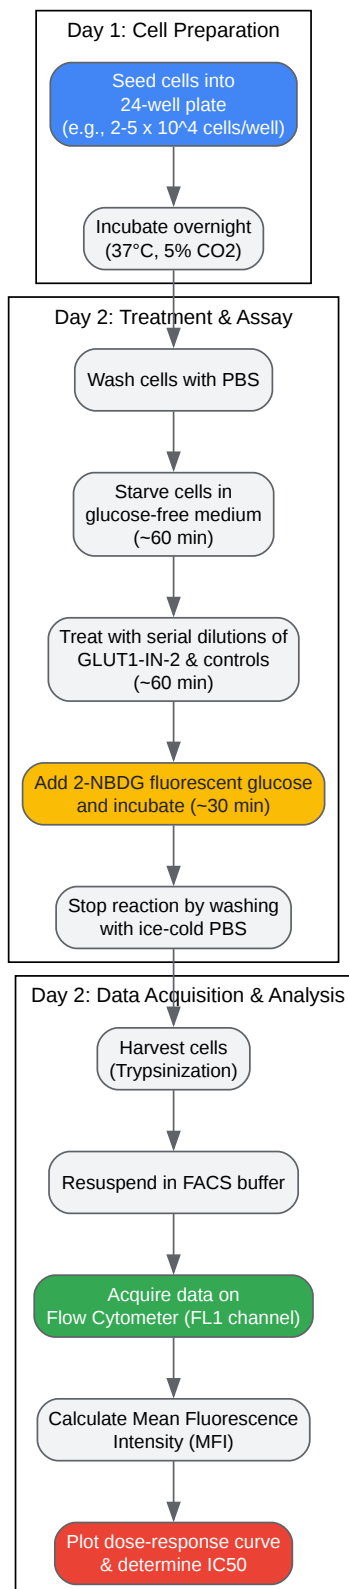 Day 1: Cell Preparation
Seed cells into
24-well plate
(e.g., 2-5 x 10^4 cells/well)
Incubate overnight
(37°C, 5% CO2)
Day 2: Treatment & Assay
Wash cells with PBS
Starve cells in
glucose-free medium
(~60 min)
Treat with serial dilutions of
GLUT1-IN-2 & controls
(~60 min)
Add 2-NBDG fluorescent glucose
and incubate (~30 min)
Stop reaction by washing
with ice-cold PBS
Day 2: Data Acquisition & Analysis
Harvest cells
(Trypsinization)
Resuspend in FACS buffer
Acquire data on
Flow Cytometer (FL1 channel)
Calculate Mean Fluorescence
Intensity (MFI)
Plot dose-response curve
& determine IC50